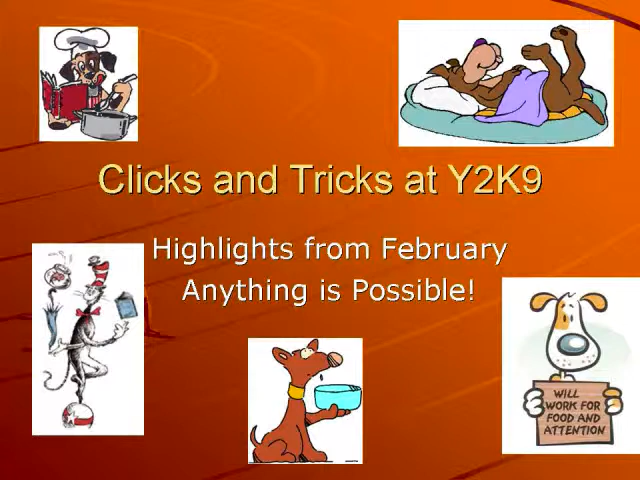 Clicks and Tricks at Y2K9
Highlights from February
Anything is Possible!
WILL
WORK FOR
FOOD AND
ATTENTION